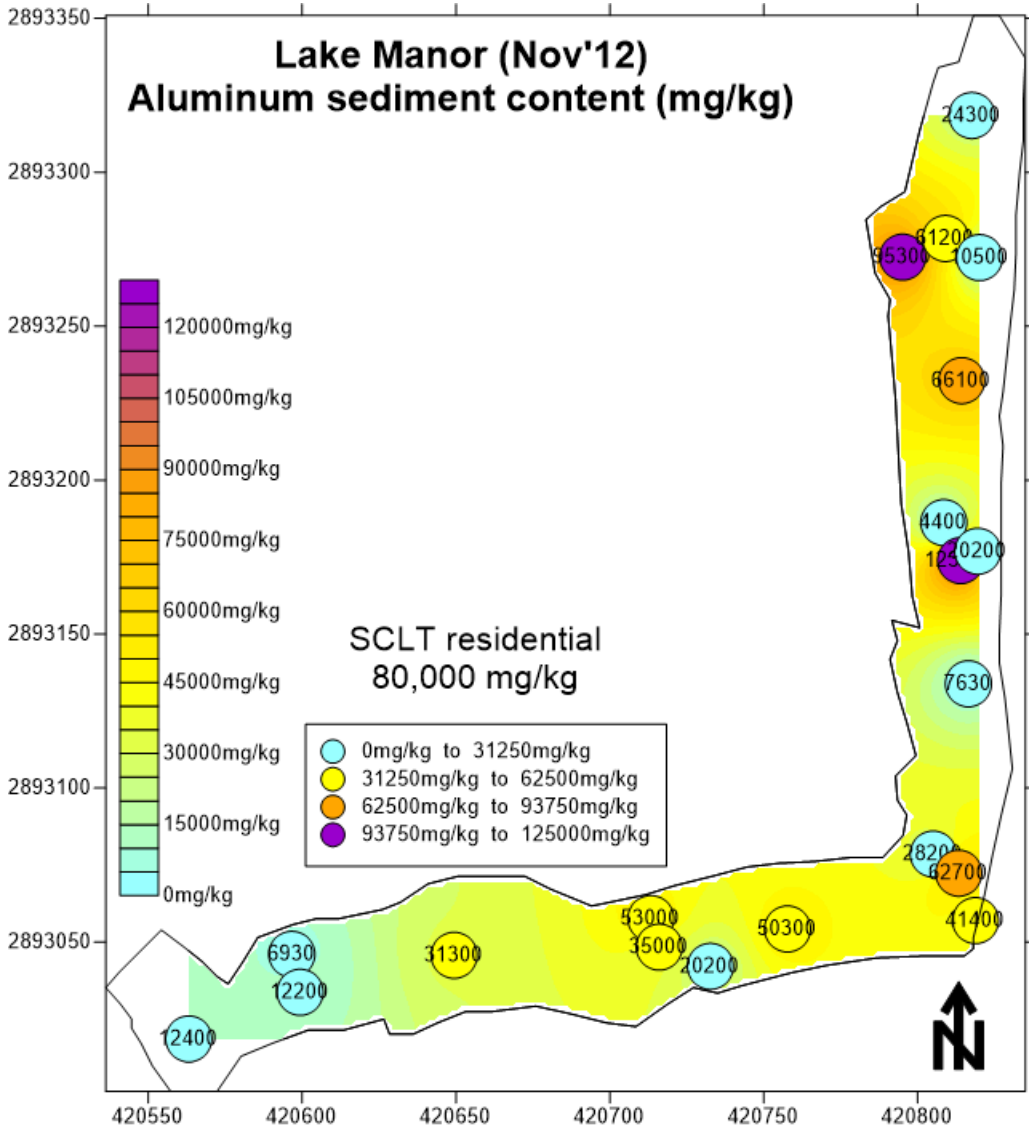 Lake Manor (Nov'12)
Aluminum sediment content (mg/kg)
2893350
2893300
2893250
2893200
2893150
2893100
2893050
120000mg/kg
105000mg/kg
90000mg/kg
75000mg/kg
60000mg/kg
45000mg/kg
30000mg/kg
15000mg/kg
0mg/kg
SCLT residential
80,000 mg/kg
0mg/kg to 31250mg/kg
31250mg/kg to 62500mg/kg
62500mg/kg to 93750mg/kg
93750mg/kg to 125000mg/kg
24300
61200
95300
10500
66100
4400
20200
7630
28200
62700
41400
53000
35000
50300
20200
31300
6930
12200
12400
N
420550
420600
420650
420700
420750
420800